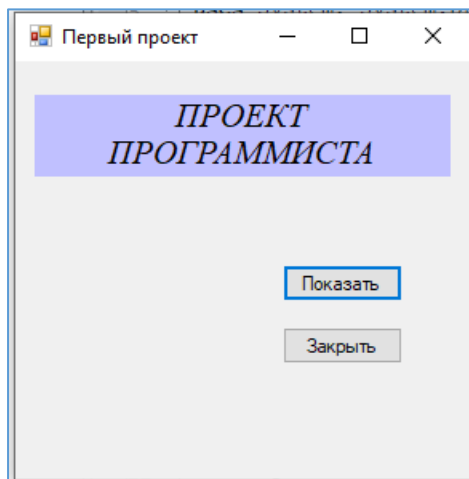 Первый проект
ПРОЕКТ
ПРОГРАММИСТА
Показать
Закрыть